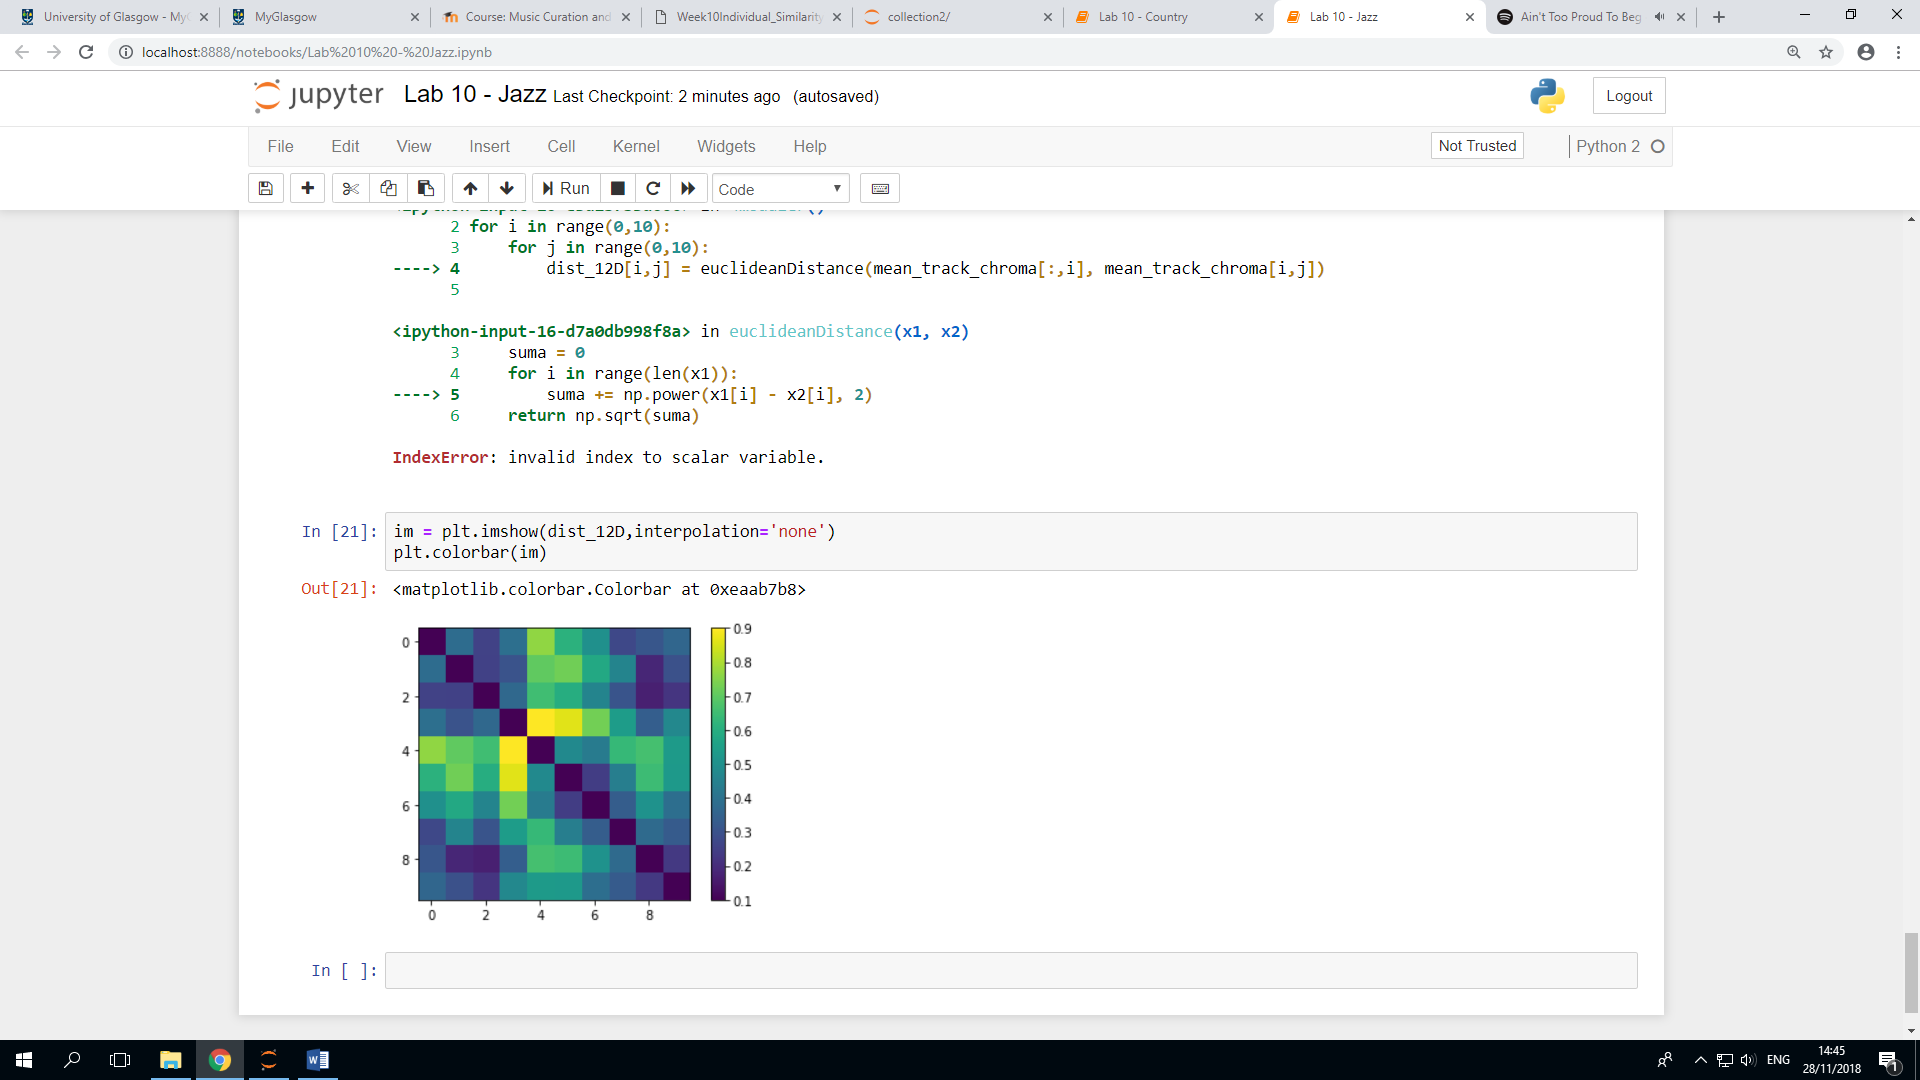 University of Glasgow - My
MyGlasgow
Course: Music Curation and
Week10Individual_Similarity
collection2/
Lab 10 - Country
Lab 10 - Jazz
Ain't Too Proud To Beg
localhost:8888/notebooks/Lab%2010%20-%20Jazz.ipynb
jupyter Lab 10 - Jazz Last Checkpoint: 2 minutes ago (autosaved)
Logout
File Edit View Insert Cell Kernel Widgets Help
Not Trusted
Python 2
Run
Code
2 for i in range(0,10):
3     for j in range(0,10):
----> 4         dist_12D[i,j] = euclideanDistance(mean_track_chroma[:,i], mean_track_chroma[i,j])
5
<ipython-input-16-d7a0db998f8a> in euclideanDistance(x1, x2)
3     suma = 0
4     for i in range(len(x1)):
----> 5         suma += np.power(x1[i] - x2[i], 2)
6     return np.sqrt(suma)
IndexError: invalid index to scalar variable.
In [21]: im = plt.imshow(dist_12D,interpolation='none')
plt.colorbar(im)
Out[21]: <matplotlib.colorbar.Colorbar at 0xeaab7b8>
0
2
4
6
8
0 2 4 6 8
0.9
0.8
0.7
0.6
0.5
0.4
0.3
0.2
0.1
In [ ]:
ENG
14:45
28/11/2018
1